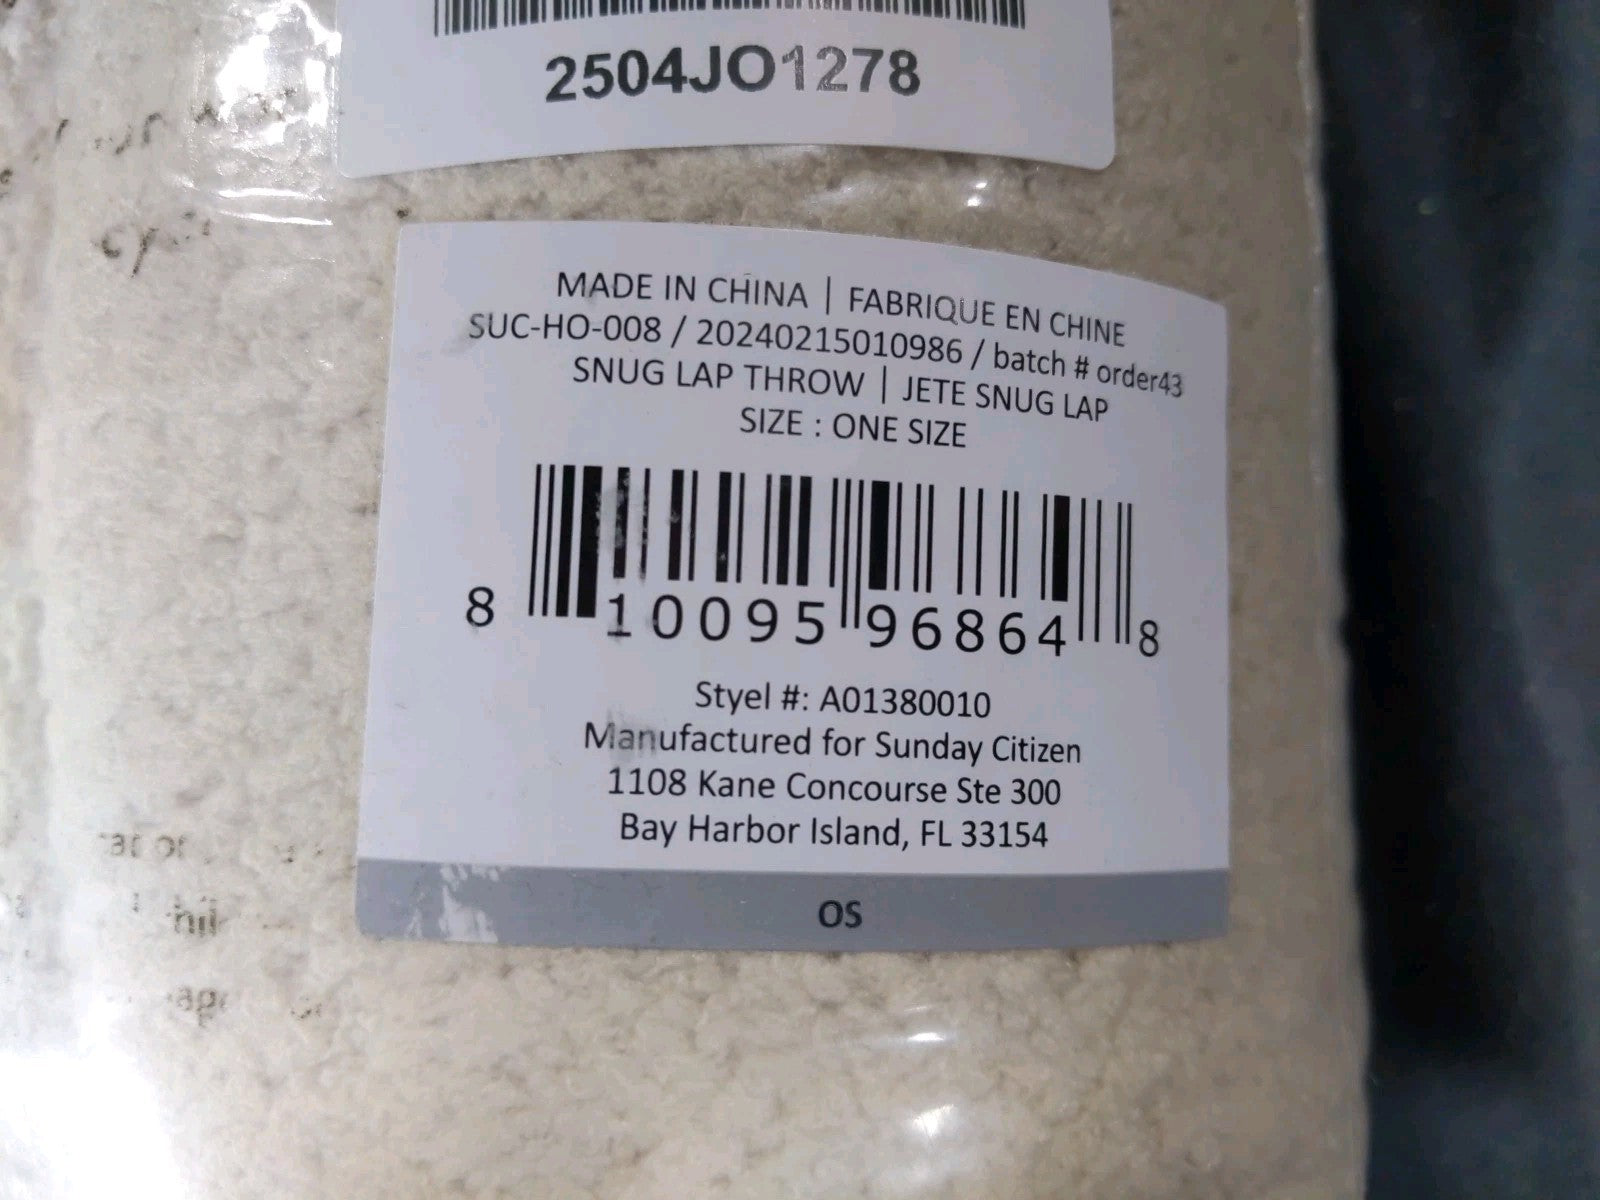 2504JO1278
MADE IN CHINA | FABRIQUE EN CHINE
SUC-HO-008 / 20240215010986 / batch # order43
SNUG LAP THROW | JETE SNUG LAP
SIZE : ONE SIZE
8 10095 96864 8
Styel #: A01380010
Manufactured for Sunday Citizen
1108 Kane Concourse Ste 300
Bay Harbor Island, FL 33154
OS